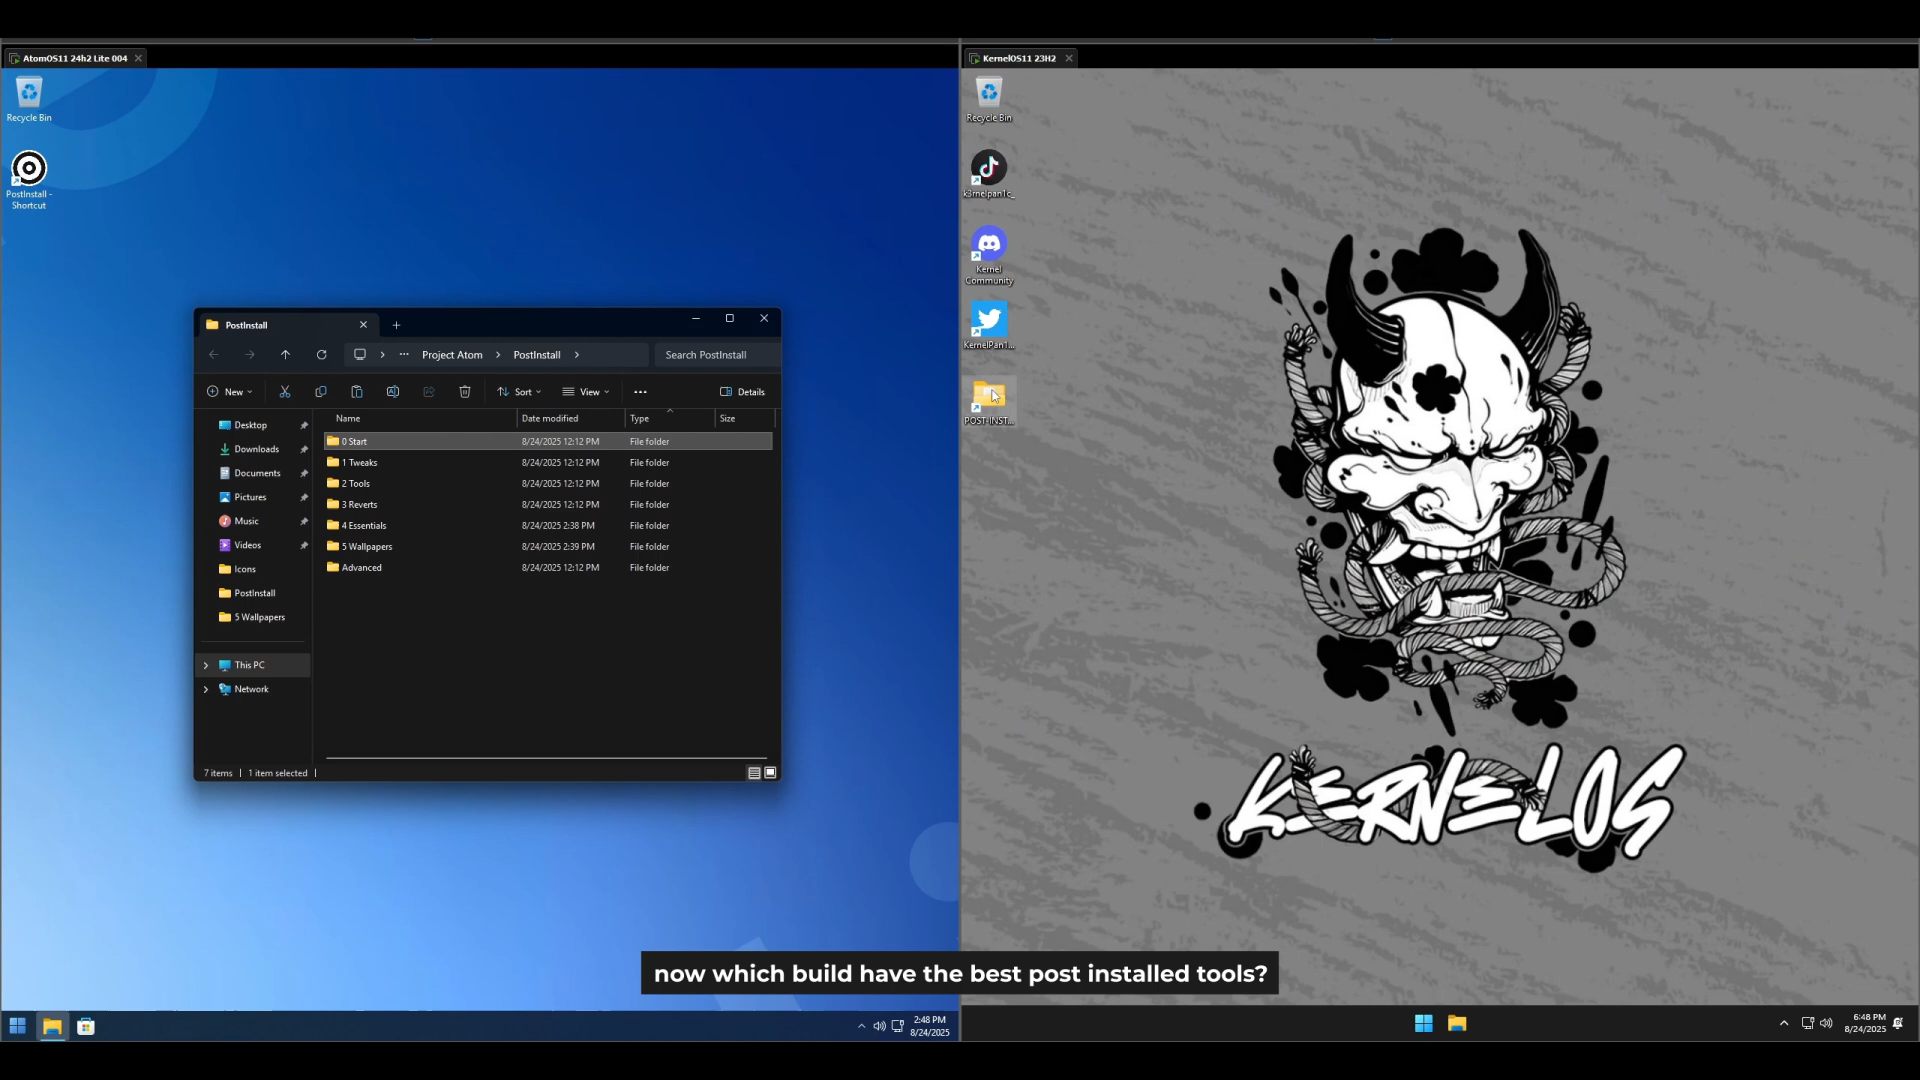 AtomOS11 24h2 Lite 004
Recycle Bin
PostInstall -
Shortcut
PostInstall
Project Atom
PostInstall
Search PostInstall
New
Sort
View
Details
Name
Date modified
Type
Size
0 Start
8/24/2025 12:12 PM
File folder
1 Tweaks
8/24/2025 12:12 PM
File folder
2 Tools
8/24/2025 12:12 PM
File folder
3 Reverts
8/24/2025 12:12 PM
File folder
4 Essentials
8/24/2025 2:38 PM
File folder
5 Wallpapers
8/24/2025 2:39 PM
File folder
Advanced
8/24/2025 12:12 PM
File folder
Desktop
Downloads
Documents
Pictures
Music
Videos
Icons
PostInstall
5 Wallpapers
This PC
Network
7 items
1 item selected
2:48 PM
8/24/2025
KernelOS11 23H2
Recycle Bin
k3rnelpan1c_
Kernel
Community
KernelPan1...
POST-INST...
KERNELOS
6:48 PM
8/24/2025
now which build have the best post installed tools?